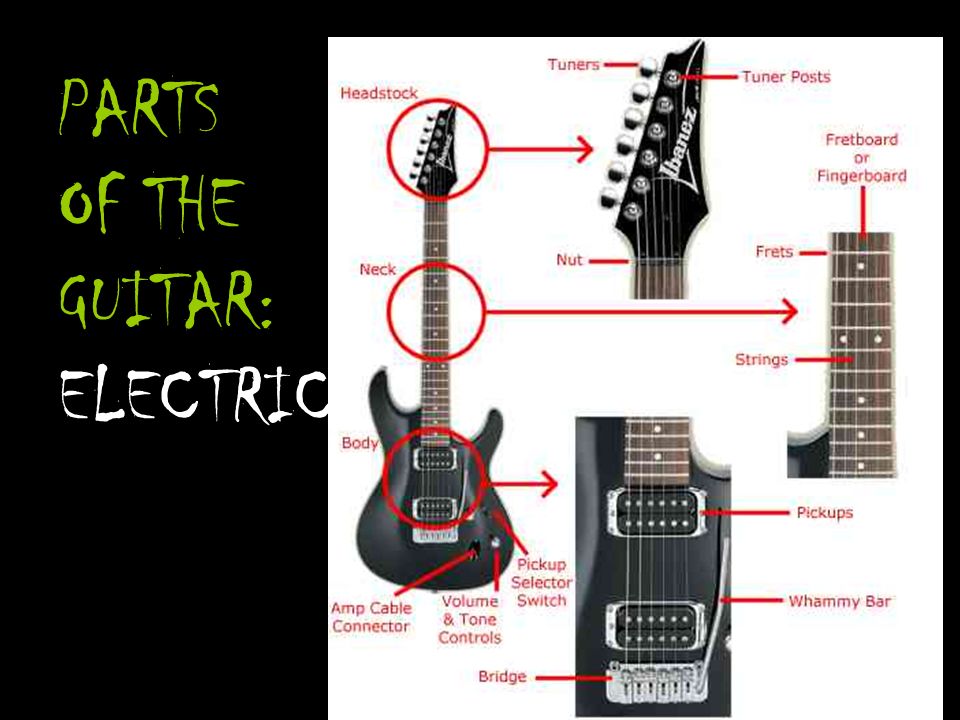 PARTS
OF THE
GUITAR:
ELECTRIC
Tuners
Tuner Posts
Headstock
Ibanez
Ibanez
Fretboard
or
Fingerboard
Nut
Frets
Neck
Strings
Body
Pickups
Pickup
Selector
Switch
Whammy Bar
Amp Cable
Connector
Volume
& Tone
Controls
Bridge